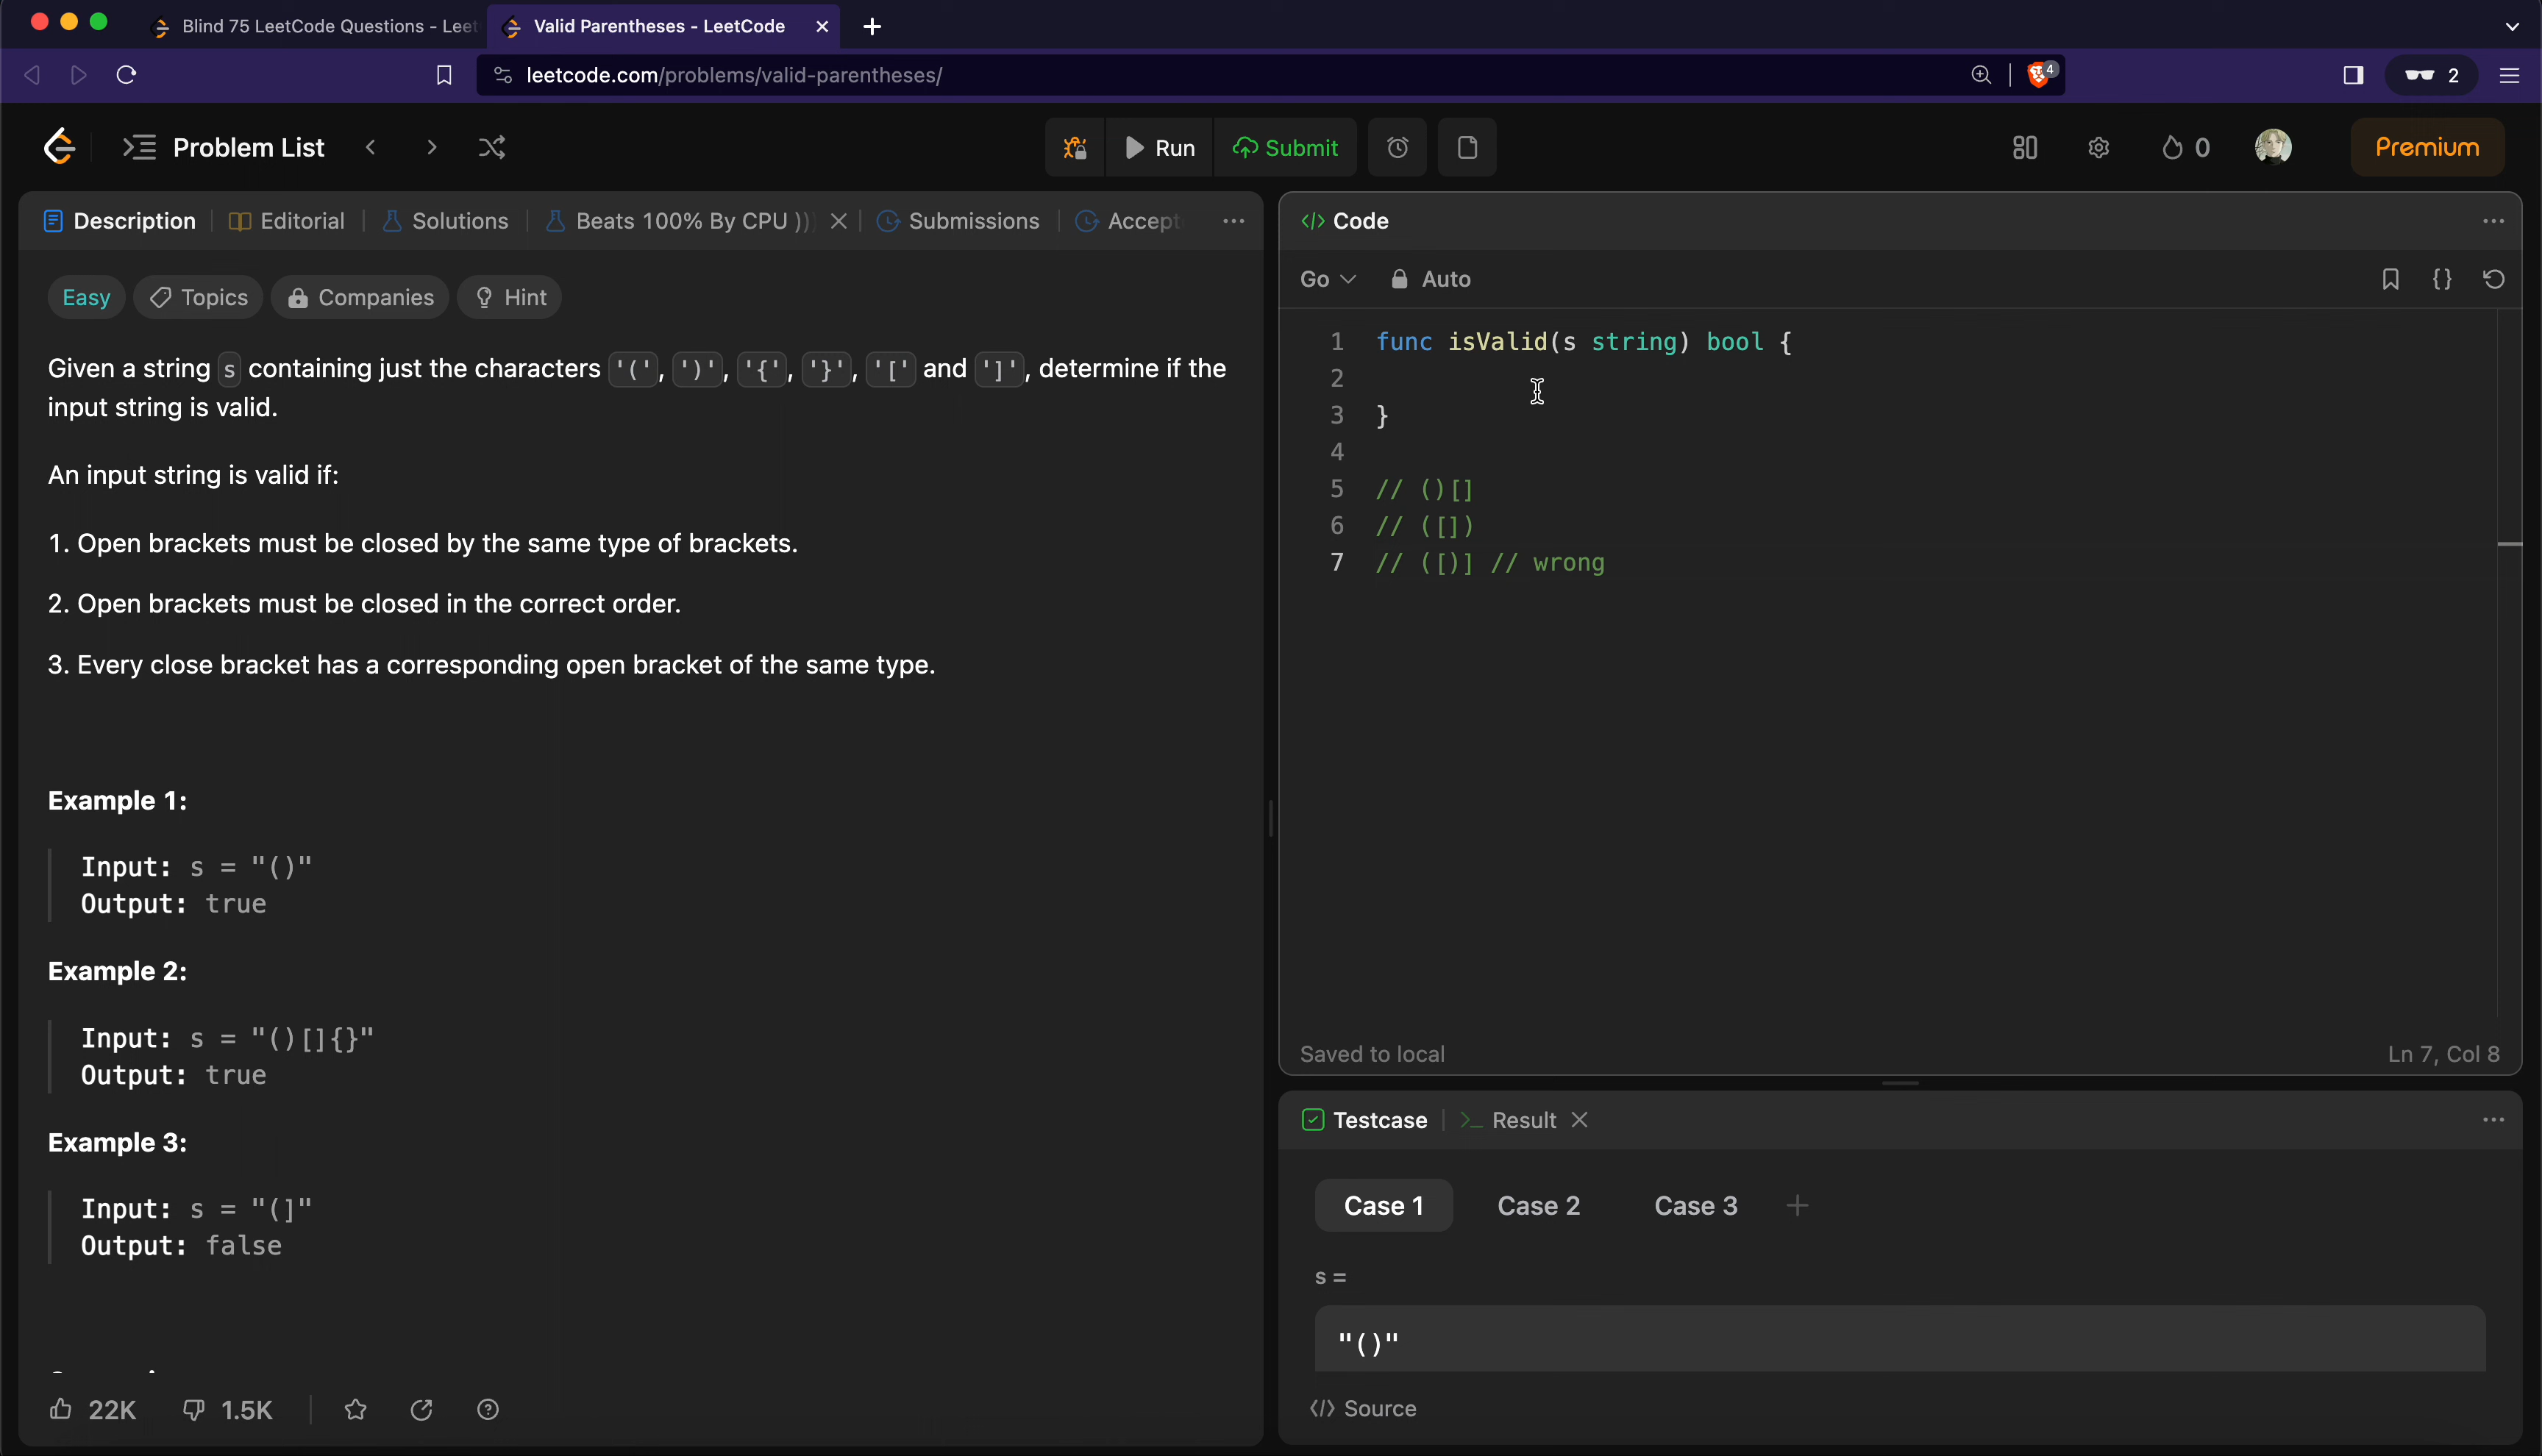 Blind 75 LeetCode Questions - Leet
Valid Parentheses - LeetCode
leetcode.com/problems/valid-parentheses/
4
2
Problem List
Run
Submit
0
Premium
Description
Editorial
Solutions
Beats 100% By CPU )))
Submissions
Accept
Code
Easy
Topics
Companies
Hint
Given a string s containing just the characters '(', ')', '{', '}', '[' and ']', determine if the
input string is valid.
An input string is valid if:
1. Open brackets must be closed by the same type of brackets.
2. Open brackets must be closed in the correct order.
3. Every close bracket has a corresponding open bracket of the same type.
Example 1:
Input: s = "()"
Output: true
Example 2:
Input: s = "()[]{}"
Output: true
Example 3:
Input: s = "(]"
Output: false
22K
1.5K
Go
Auto
{}
1 func isValid(s string) bool {
2
3 }
4
5 // ()[]
6 // ([])
7 // ([)] // wrong
Saved to local
Ln 7, Col 8
Testcase
Result
Case 1
Case 2
Case 3
s =
"()"
</> Source